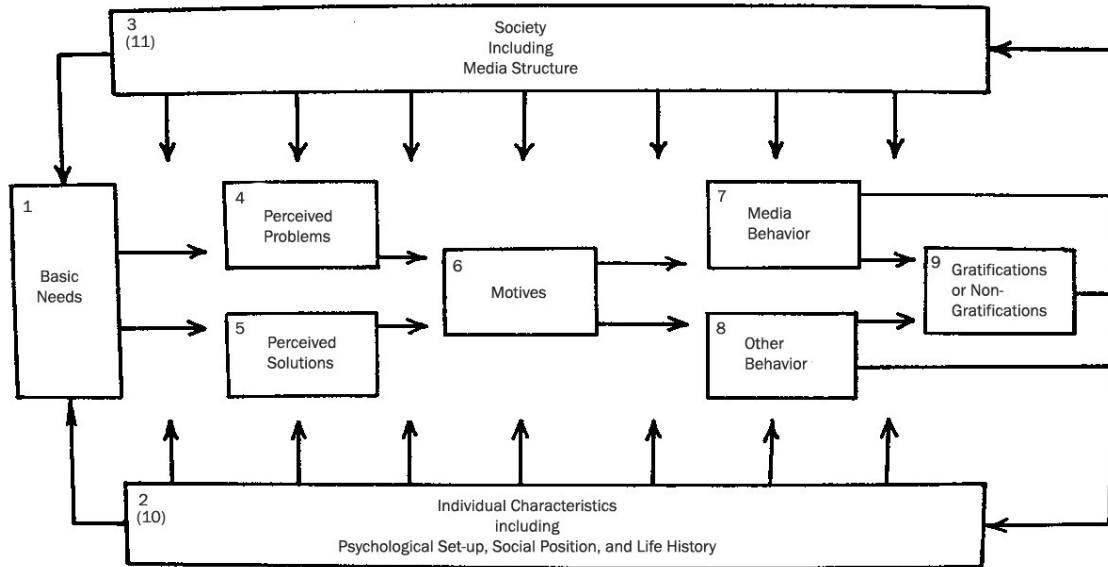 3
(11)
Society
Including
Media Structure
1
Basic
Needs
4
Perceived
Problems
5
Perceived
Solutions
6
Motives
7
Media
Behavior
8
Other
Behavior
9
Gratifications
or Non-
Gratifications
2
(10)
Individual Characteristics
including
Psychological Set-up, Social Position, and Life History